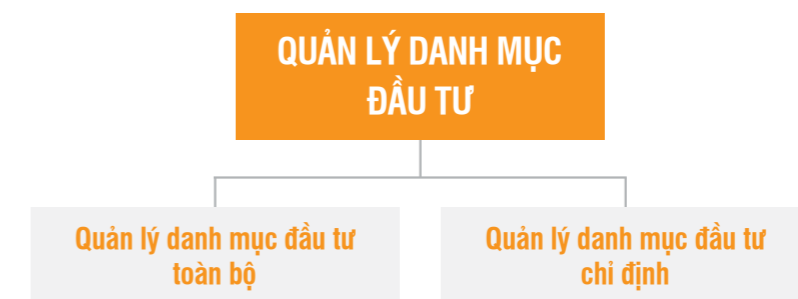 QUẢN LÝ DANH MỤC
ĐẦU TƯ
Quản lý danh mục đầu tư
toàn bộ
Quản lý danh mục đầu tư
chỉ định